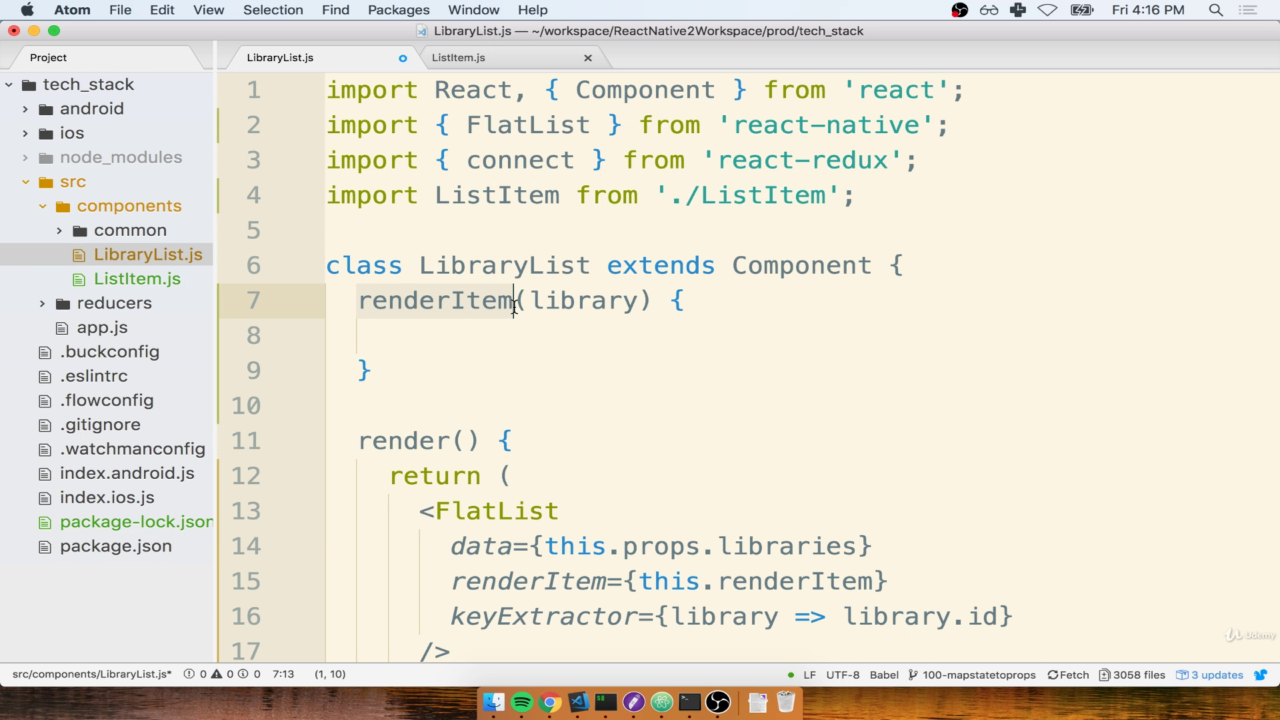 Atom File Edit View Selection Find Packages Window Help Fri 4:16 PM
LibraryList.js — ~/workspace/ReactNative2Workspace/prod/tech_stack
Project LibraryList.js ListItem.js
tech_stack
android
ios
node_modules
src
components
common
LibraryList.js
ListItem.js
reducers
app.js
.buckconfig
.eslintrc
.flowconfig
.gitignore
.watchmanconfig
index.android.js
index.ios.js
package-lock.json
package.json
1 import React, { Component } from 'react';
2 import { FlatList } from 'react-native';
3 import { connect } from 'react-redux';
4 import ListItem from './ListItem';
5
6 class LibraryList extends Component {
7 renderItem(library) {
8
9 }
10
11 render() {
12 return (
13 <FlatList
14 data={this.props.libraries}
15 renderItem={this.renderItem}
16 keyExtractor={library => library.id}
17 />
Udemy
src/components/LibraryList.js* 0 0 0 7:13 (1, 10) LF UTF-8 Babel 100-mapstatetoprops Fetch 3058 files 3 updates